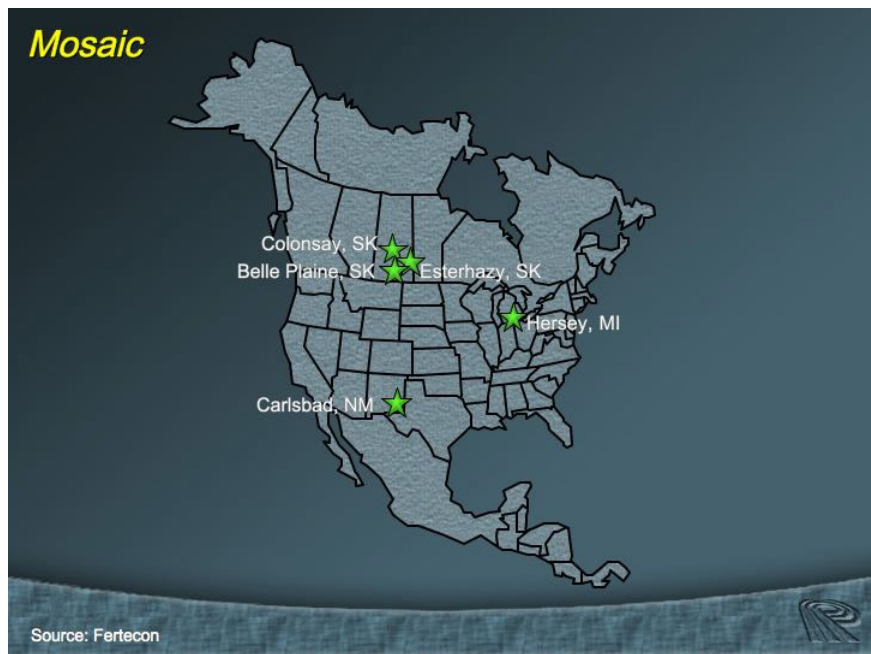 Mosaic
Colonsay, SK
Belle Plaine, SK
Esterhazy, SK
Hersey, MI
Carlsbad, NM
Source: Fertecon